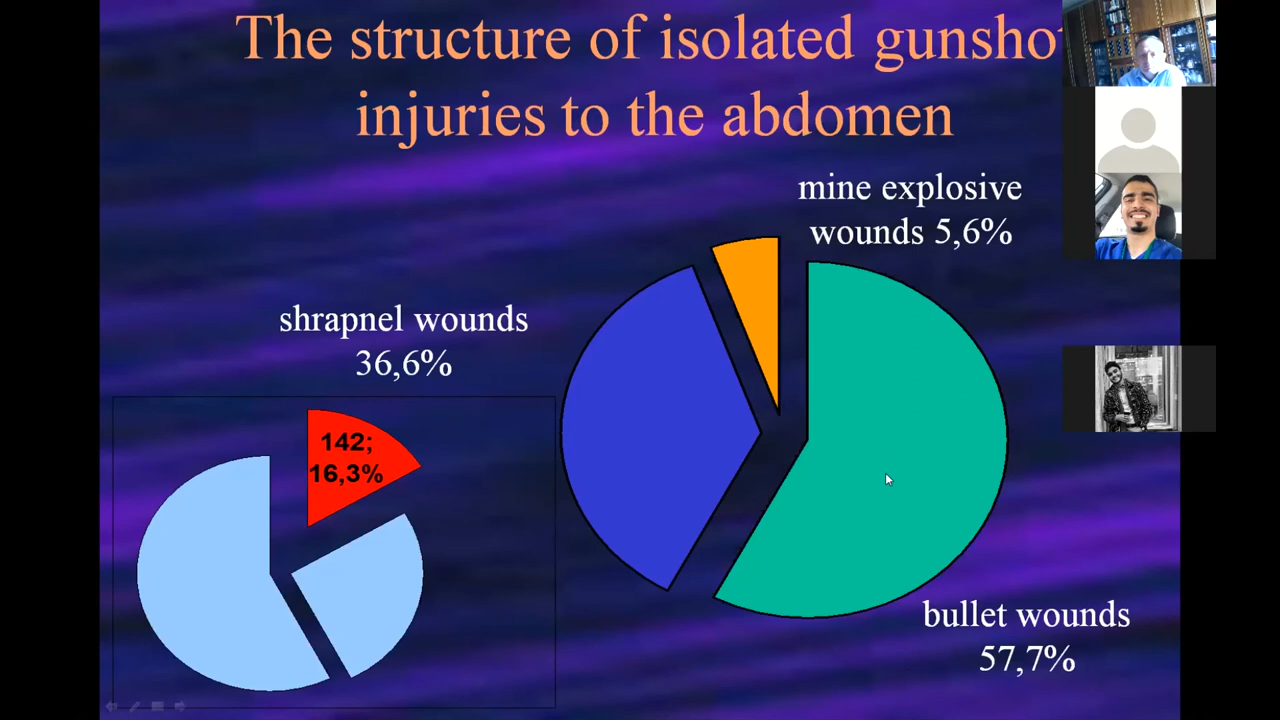 The structure of isolated gunshot
injuries to the abdomen
mine explosive
wounds 5,6%
shrapnel wounds
36,6%
142;
16,3%
bullet wounds
57,7%